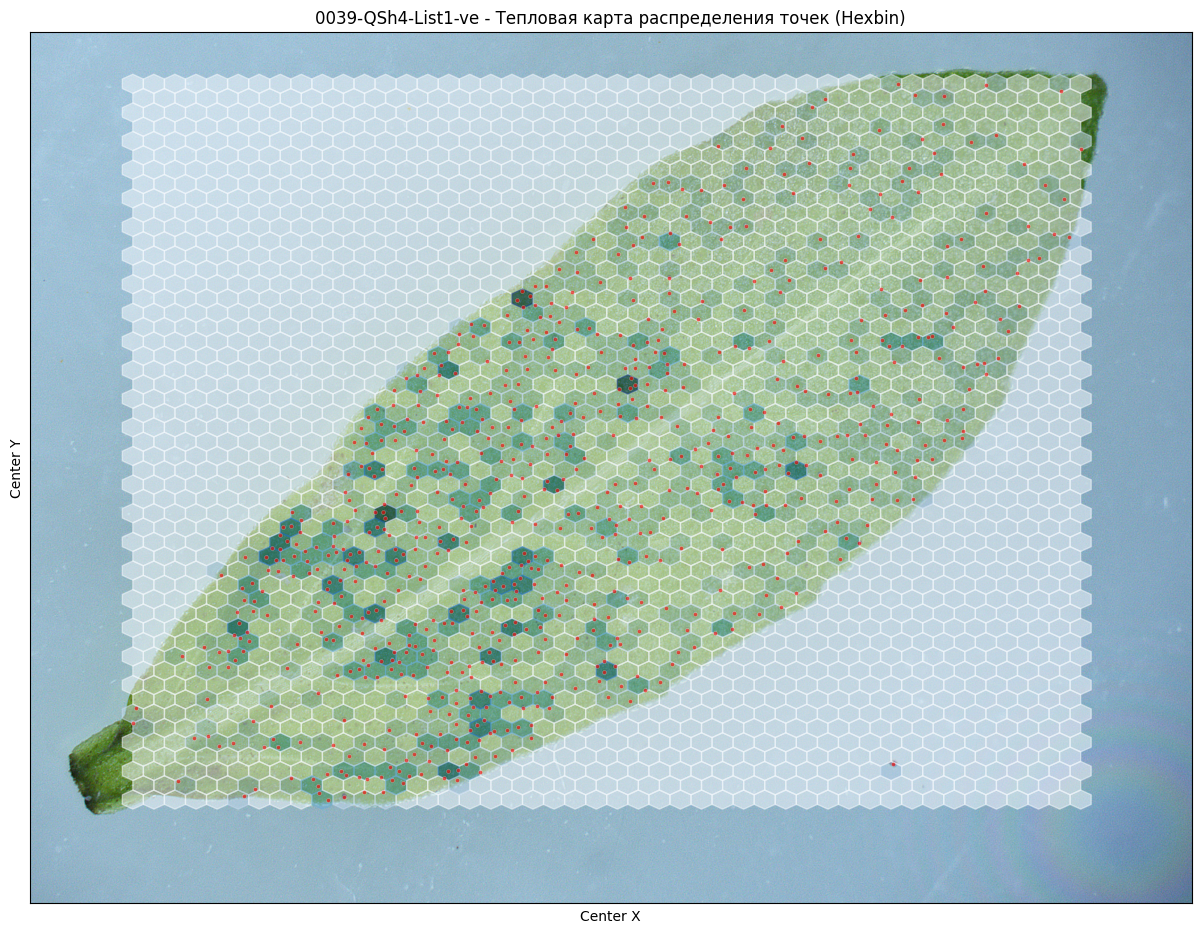 0039-QSh4-List1-ve - Тепловая карта распределения точек (Hexbin)
Center Y
Center X